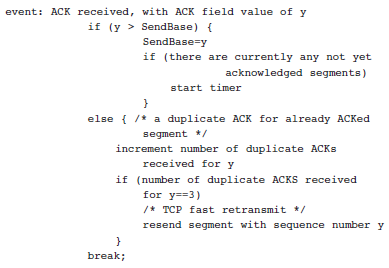 event: ACK received, with ACK field value of y
if (y > SendBase) {
SendBase=y
if (there are currently any not yet
acknowledged segments)
start timer
}
else { /* a duplicate ACK for already ACKed
segment */
increment number of duplicate ACKs
received for y
if (number of duplicate ACKS received
for y==3)
/* TCP fast retransmit */
resend segment with sequence number y
}
break;